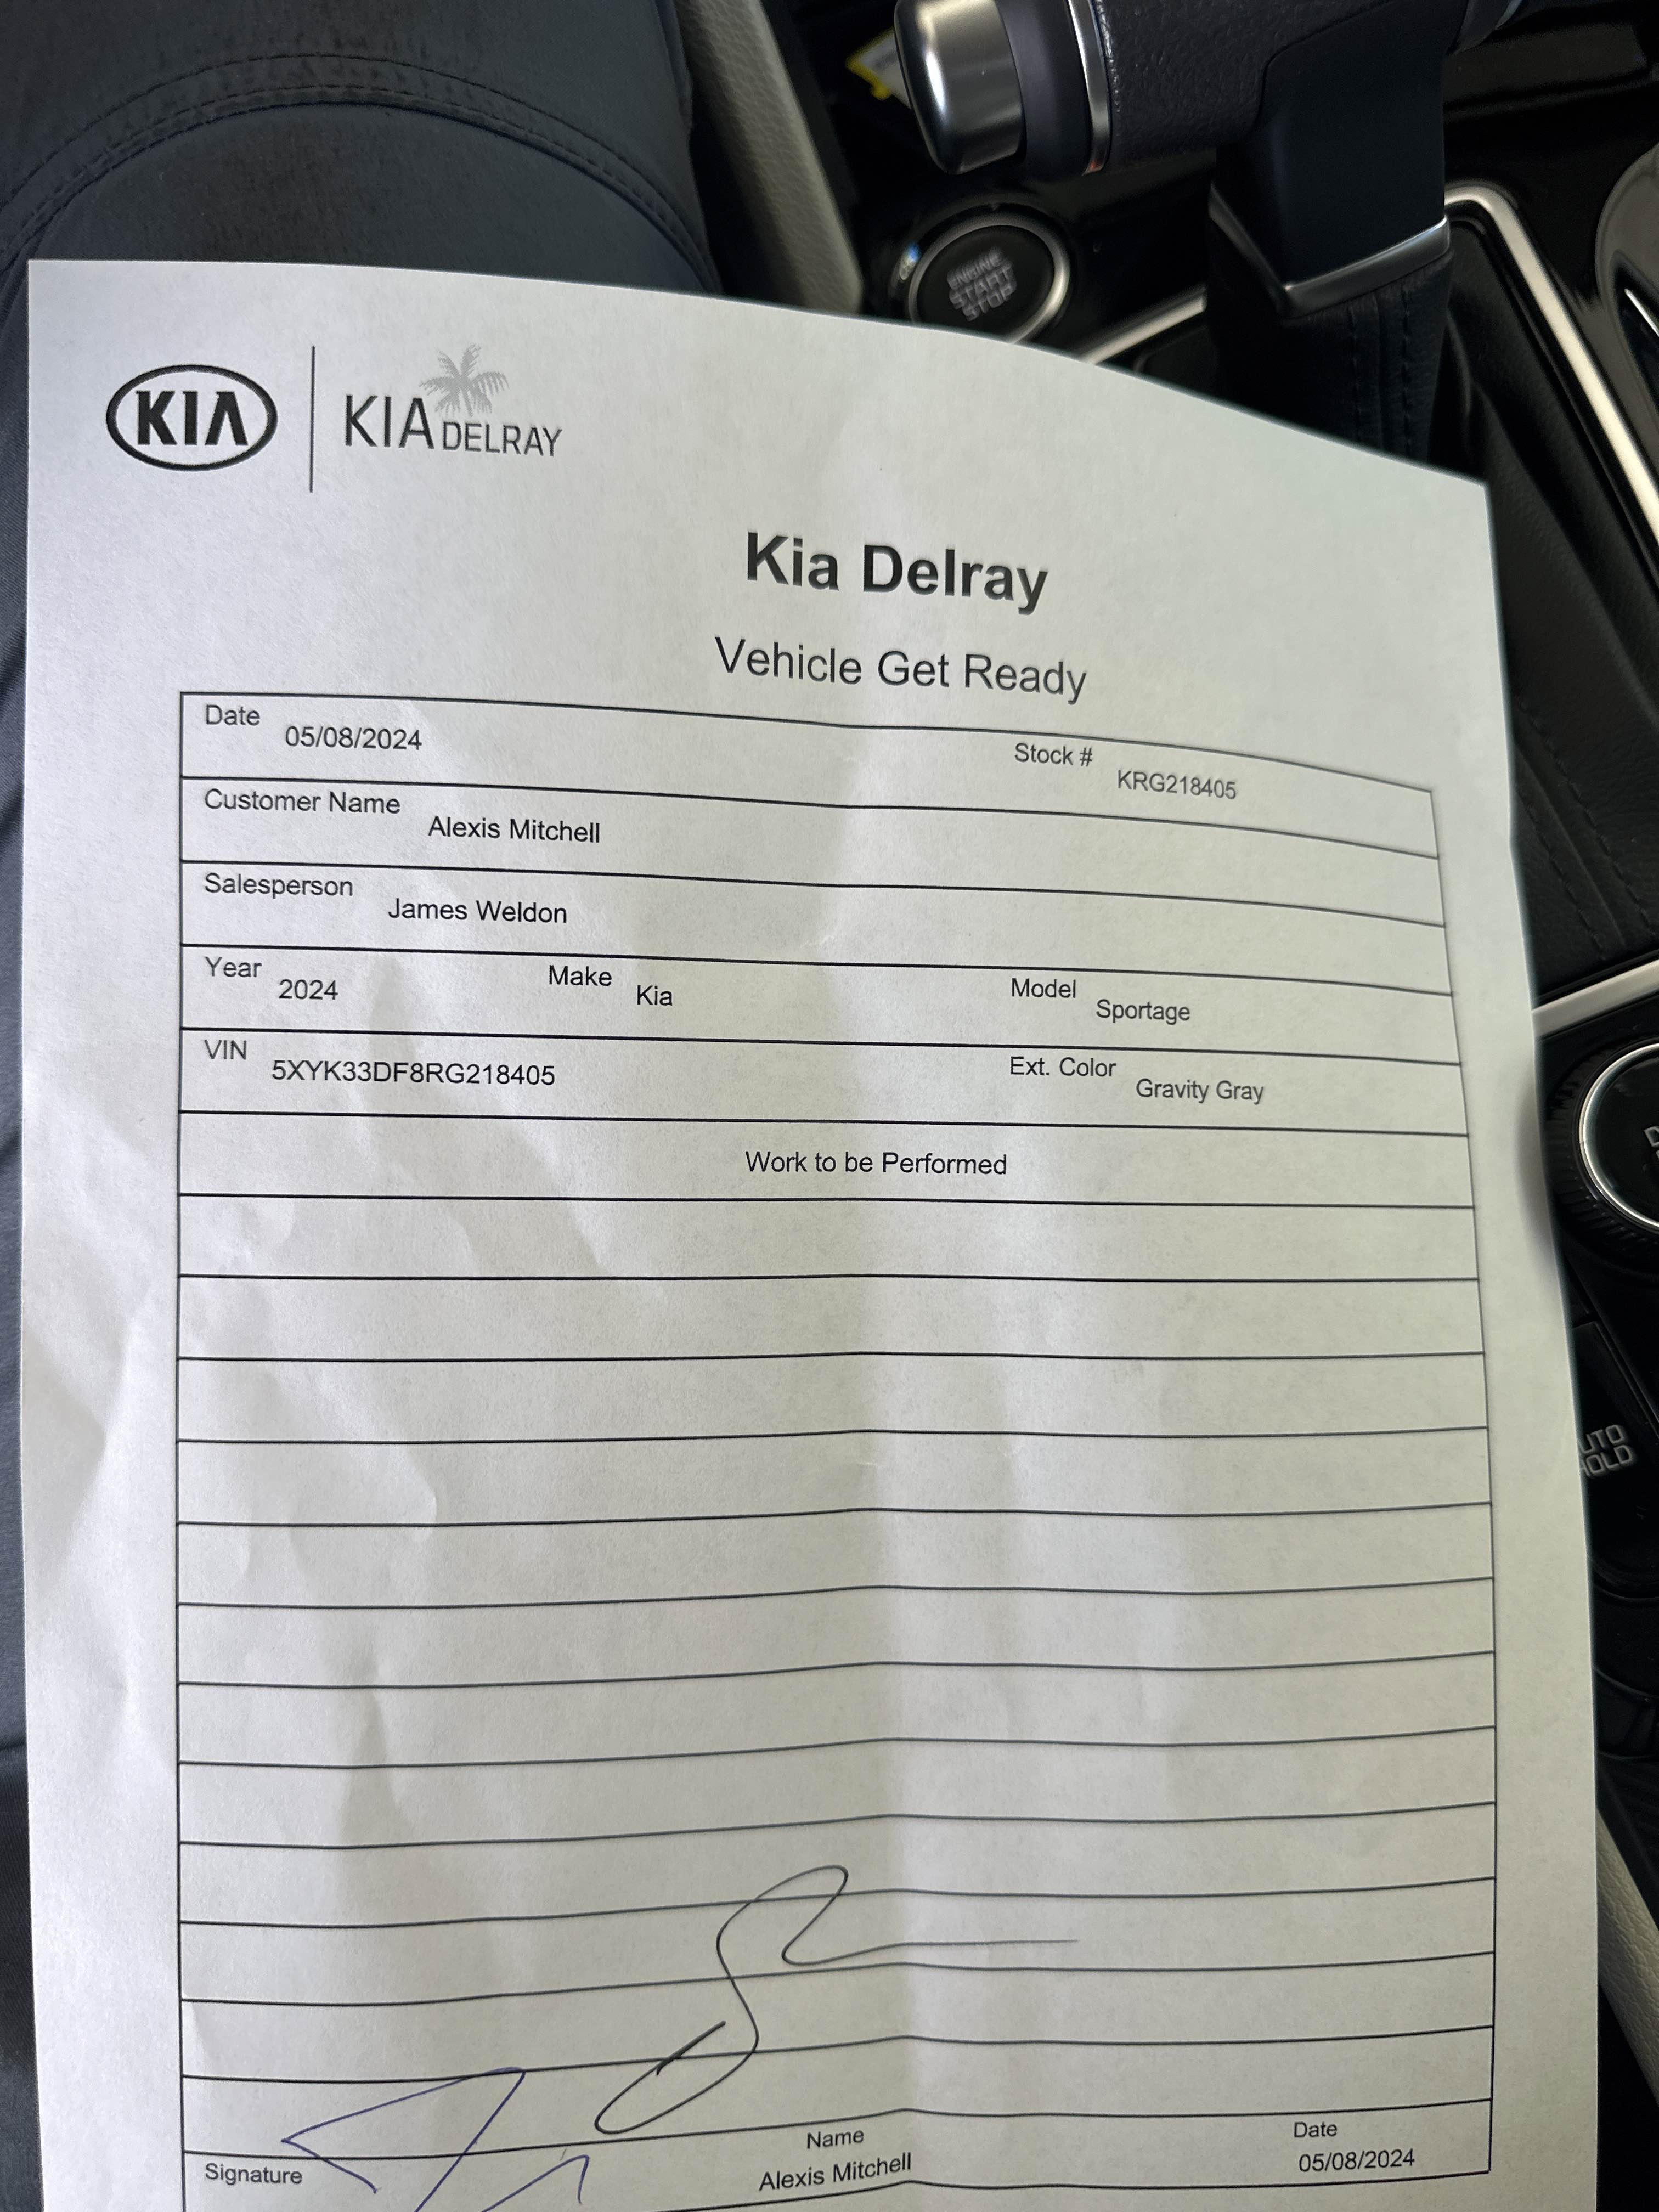 ENGINE
START
STOP
KIA
KIA DELRAY
Kia Delray
Vehicle Get Ready
Date 05/08/2024 Stock # KRG218405
Customer Name Alexis Mitchell
Salesperson James Weldon
Year 2024 Make Kia Model Sportage
VIN 5XYK33DF8RG218405 Ext. Color Gravity Gray
Work to be Performed
UTO
HOLD
Signature Name Alexis Mitchell Date 05/08/2024